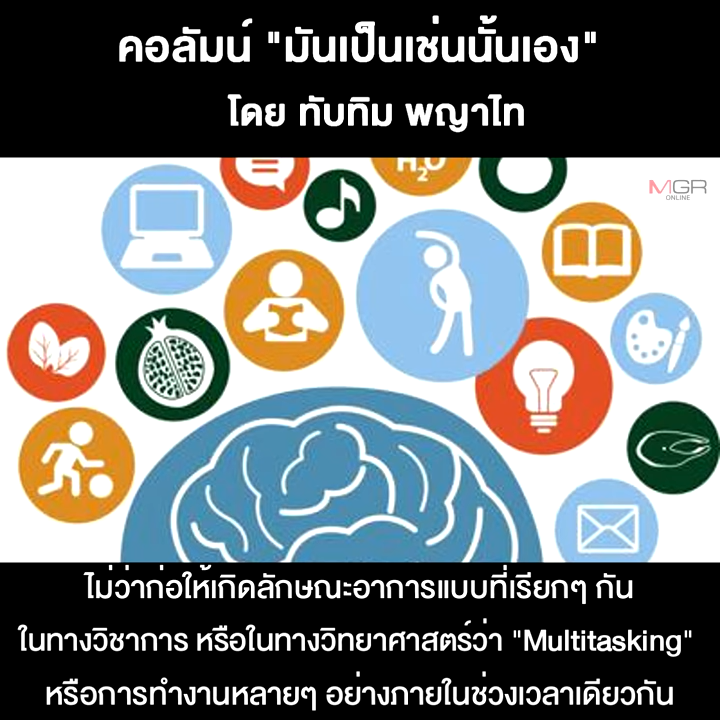 คอลัมน์ "มันเป็นเช่นนั้นเอง"
โดย ทับทิม พญาไท
H₂O
MGR
ONLINE
ไม่ว่าก่อให้เกิดลักษณะอาการแบบที่เรียกๆ กัน
ในทางวิชาการ หรือในทางวิทยาศาสตร์ว่า "Multitasking"
หรือการทำงานหลายๆ อย่างภายในช่วงเวลาเดียวกัน